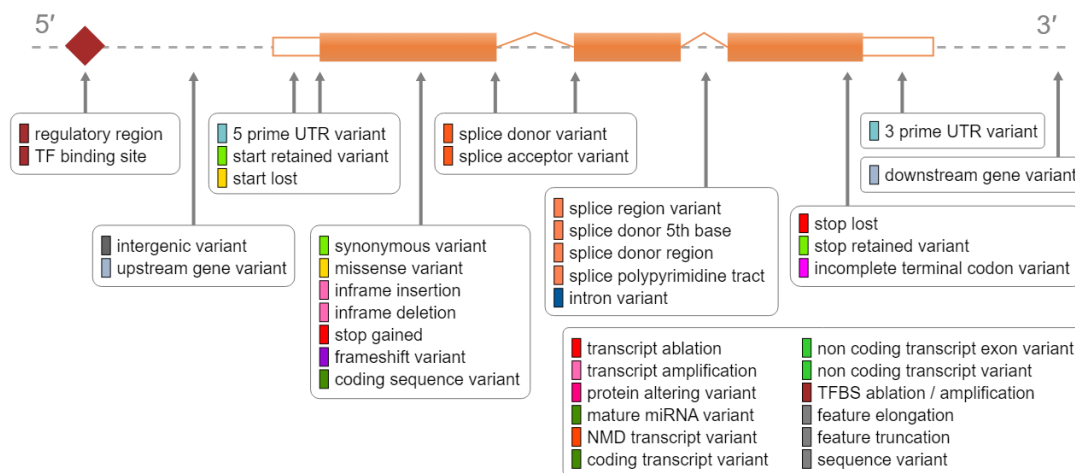 5′
3′
regulatory region
TF binding site
5 prime UTR variant
start retained variant
start lost
splice donor variant
splice acceptor variant
3 prime UTR variant
downstream gene variant
intergenic variant
upstream gene variant
synonymous variant
missense variant
inframe insertion
inframe deletion
stop gained
frameshift variant
coding sequence variant
splice region variant
splice donor 5th base
splice donor region
splice polypyrimidine tract
intron variant
stop lost
stop retained variant
incomplete terminal codon variant
transcript ablation
transcript amplification
protein altering variant
mature miRNA variant
NMD transcript variant
coding transcript variant
non coding transcript exon variant
non coding transcript variant
TFBS ablation / amplification
feature elongation
feature truncation
sequence variant